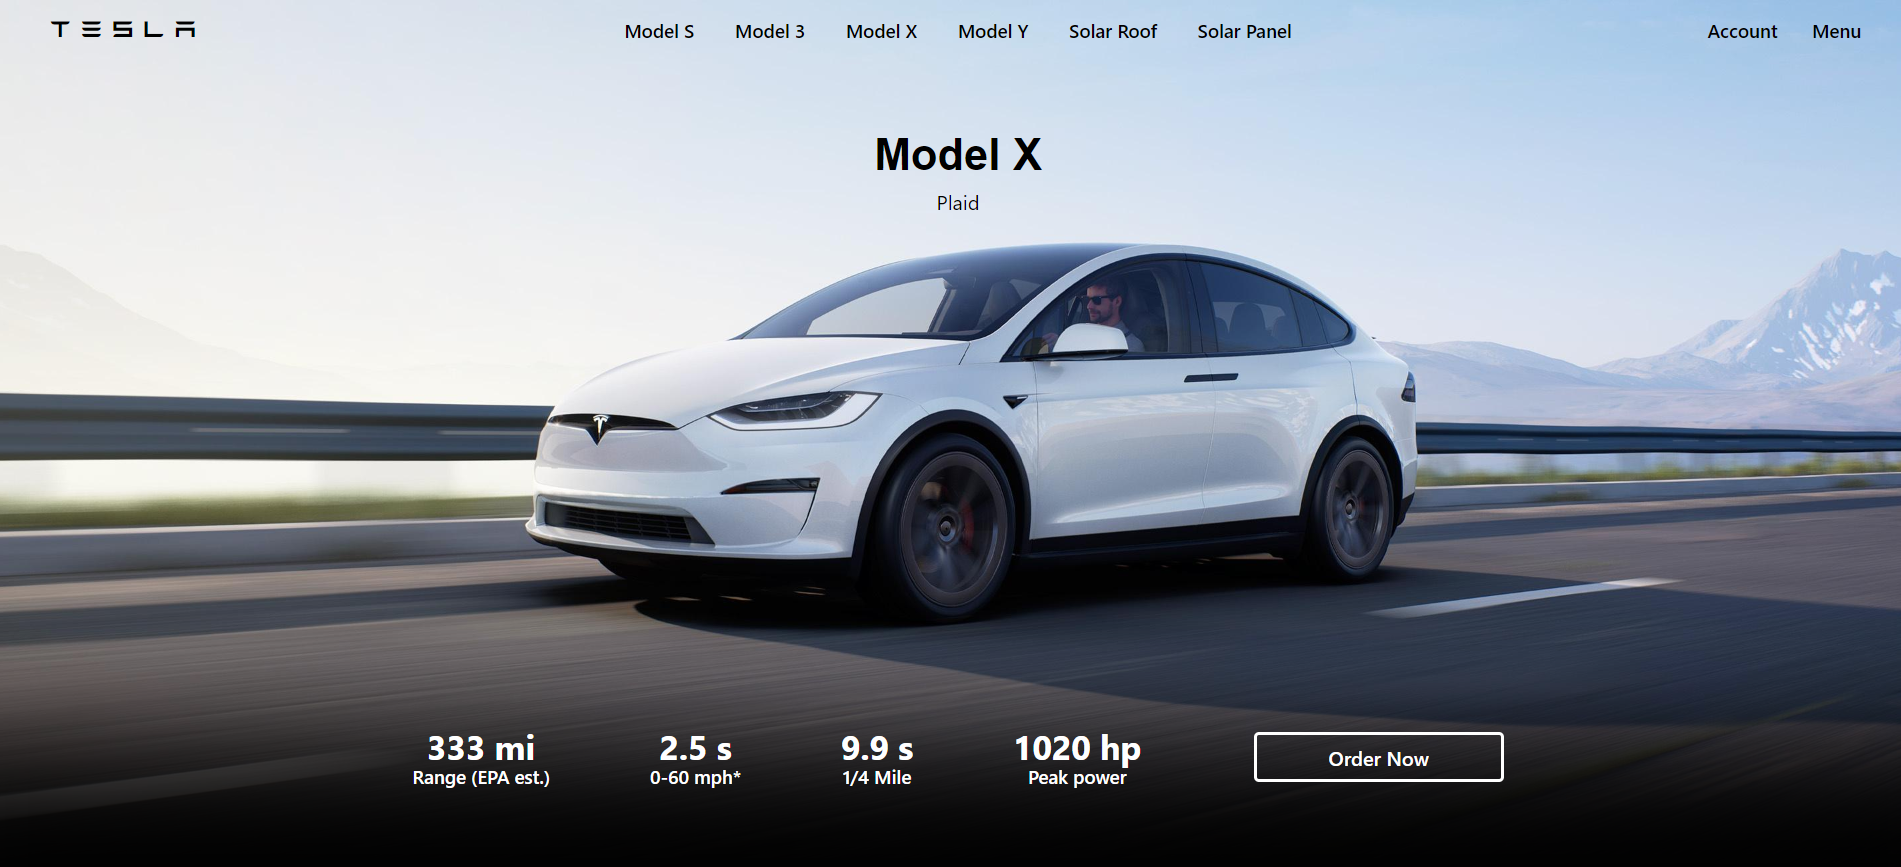 TESLA
Model S Model 3 Model X Model Y Solar Roof Solar Panel
Account Menu
Model X
Plaid
333 mi
Range (EPA est.)
2.5 s
0-60 mph*
9.9 s
1/4 Mile
1020 hp
Peak power
Order Now